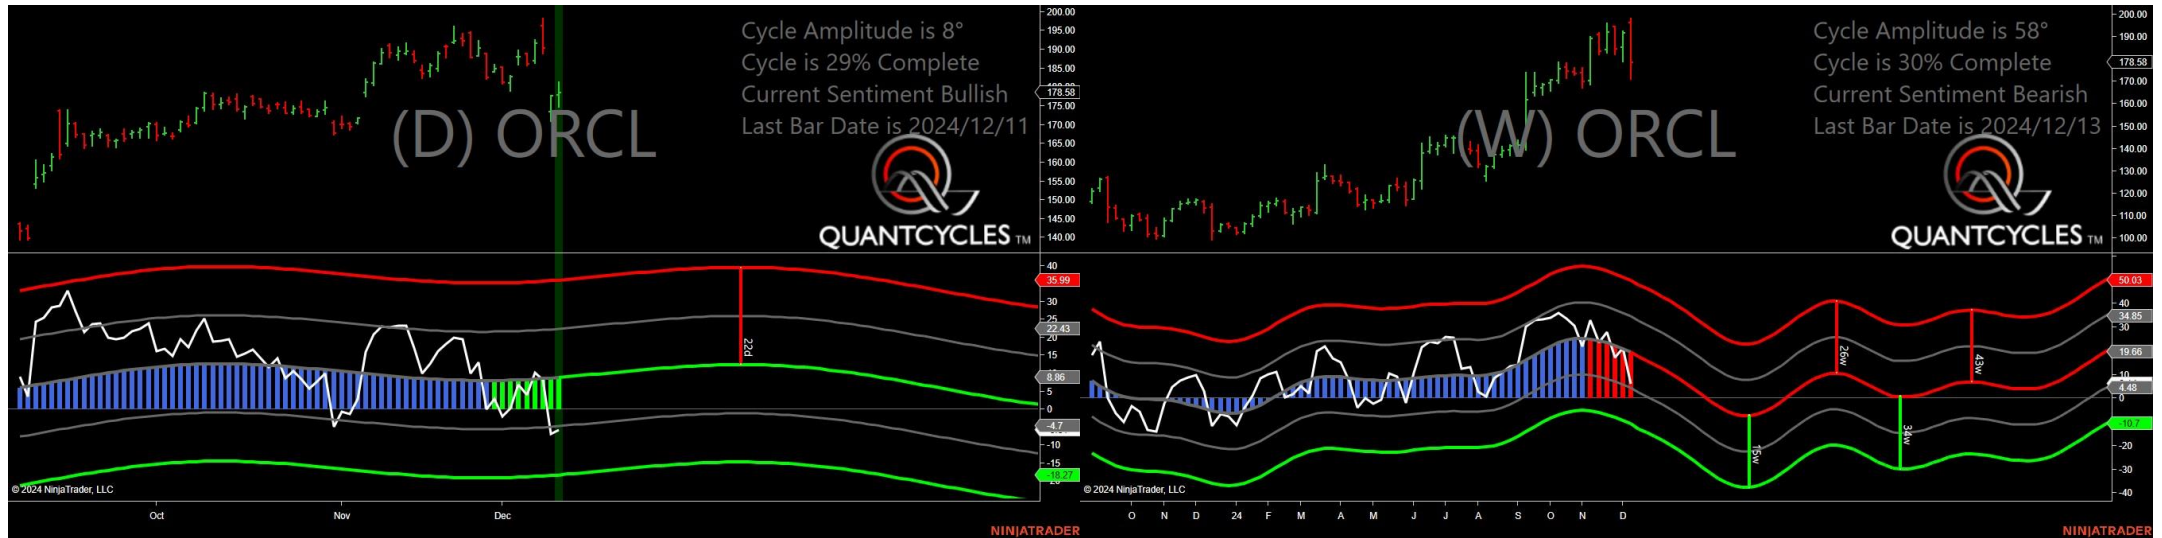 Cycle Amplitude is 8°
Cycle is 29% Complete
Current Sentiment Bullish
Last Bar Date is 2024/12/11
(D) ORCL
QUANTCYCLES TM
200.00
195.00
190.00
185.00
178.58
175.00
170.00
165.00
160.00
155.00
150.00
145.00
140.00
40
35.99
30
25
22.43
20
15
8.86
5
0
-4.7
-10
-15
-18.27
22d
© 2024 NinjaTrader, LLC
Oct Nov Dec
NINJATRADER
Cycle Amplitude is 58°
Cycle is 30% Complete
Current Sentiment Bearish
Last Bar Date is 2024/12/13
(W) ORCL
QUANTCYCLES TM
200.00
190.00
178.58
170.00
160.00
150.00
140.00
130.00
120.00
110.00
100.00
50.03
40
34.85
30
19.66
10
4.48
0
-10.7
-20
-30
-40
26w
43w
15w
34w
© 2024 NinjaTrader, LLC
O N D 24 F M A M J J A S O N D
NINJATRADER